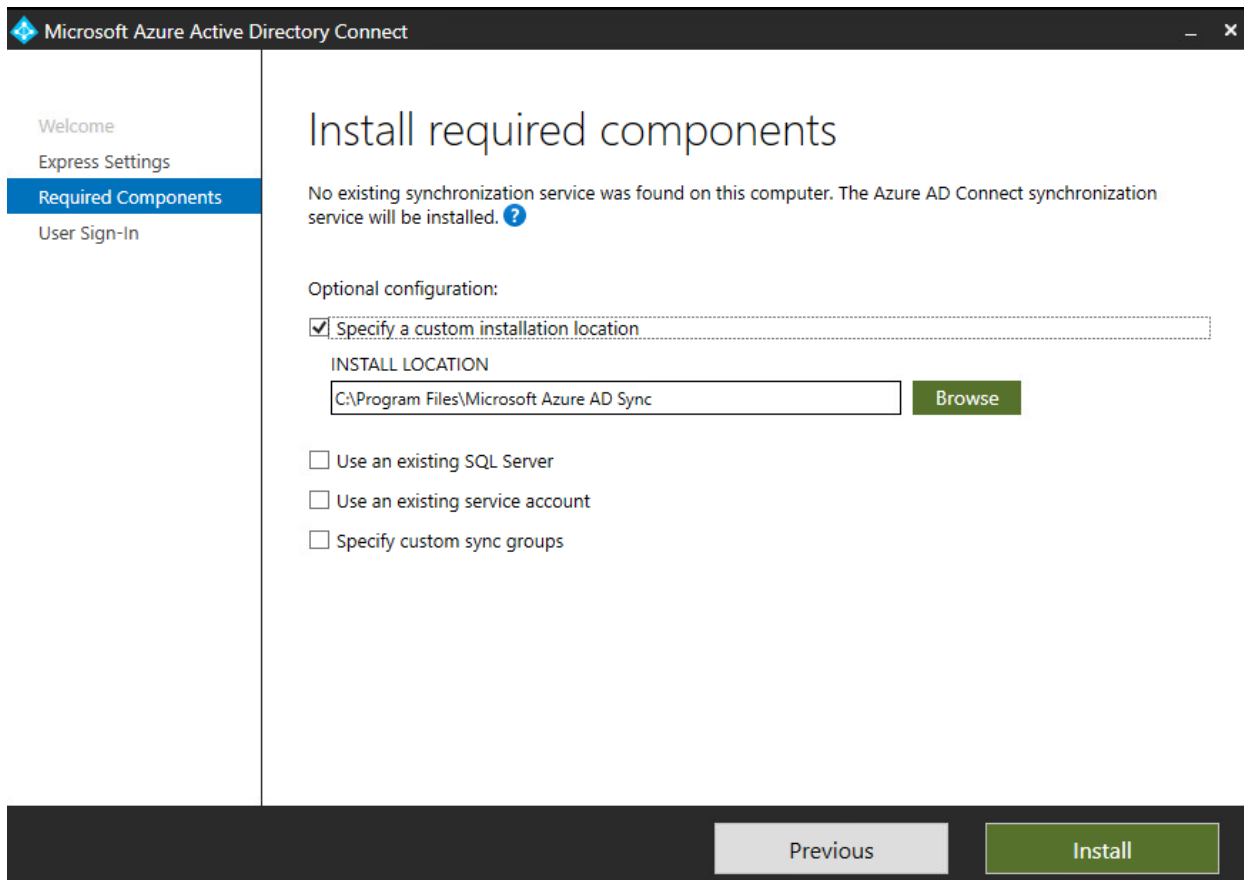 Microsoft Azure Active Directory Connect
Welcome
Express Settings
Required Components
User Sign-In
Install required components
No existing synchronization service was found on this computer. The Azure AD Connect synchronization
service will be installed. ?
Optional configuration:
Specify a custom installation location
INSTALL LOCATION
C:\Program Files\Microsoft Azure AD Sync
Browse
Use an existing SQL Server
Use an existing service account
Specify custom sync groups
Previous
Install